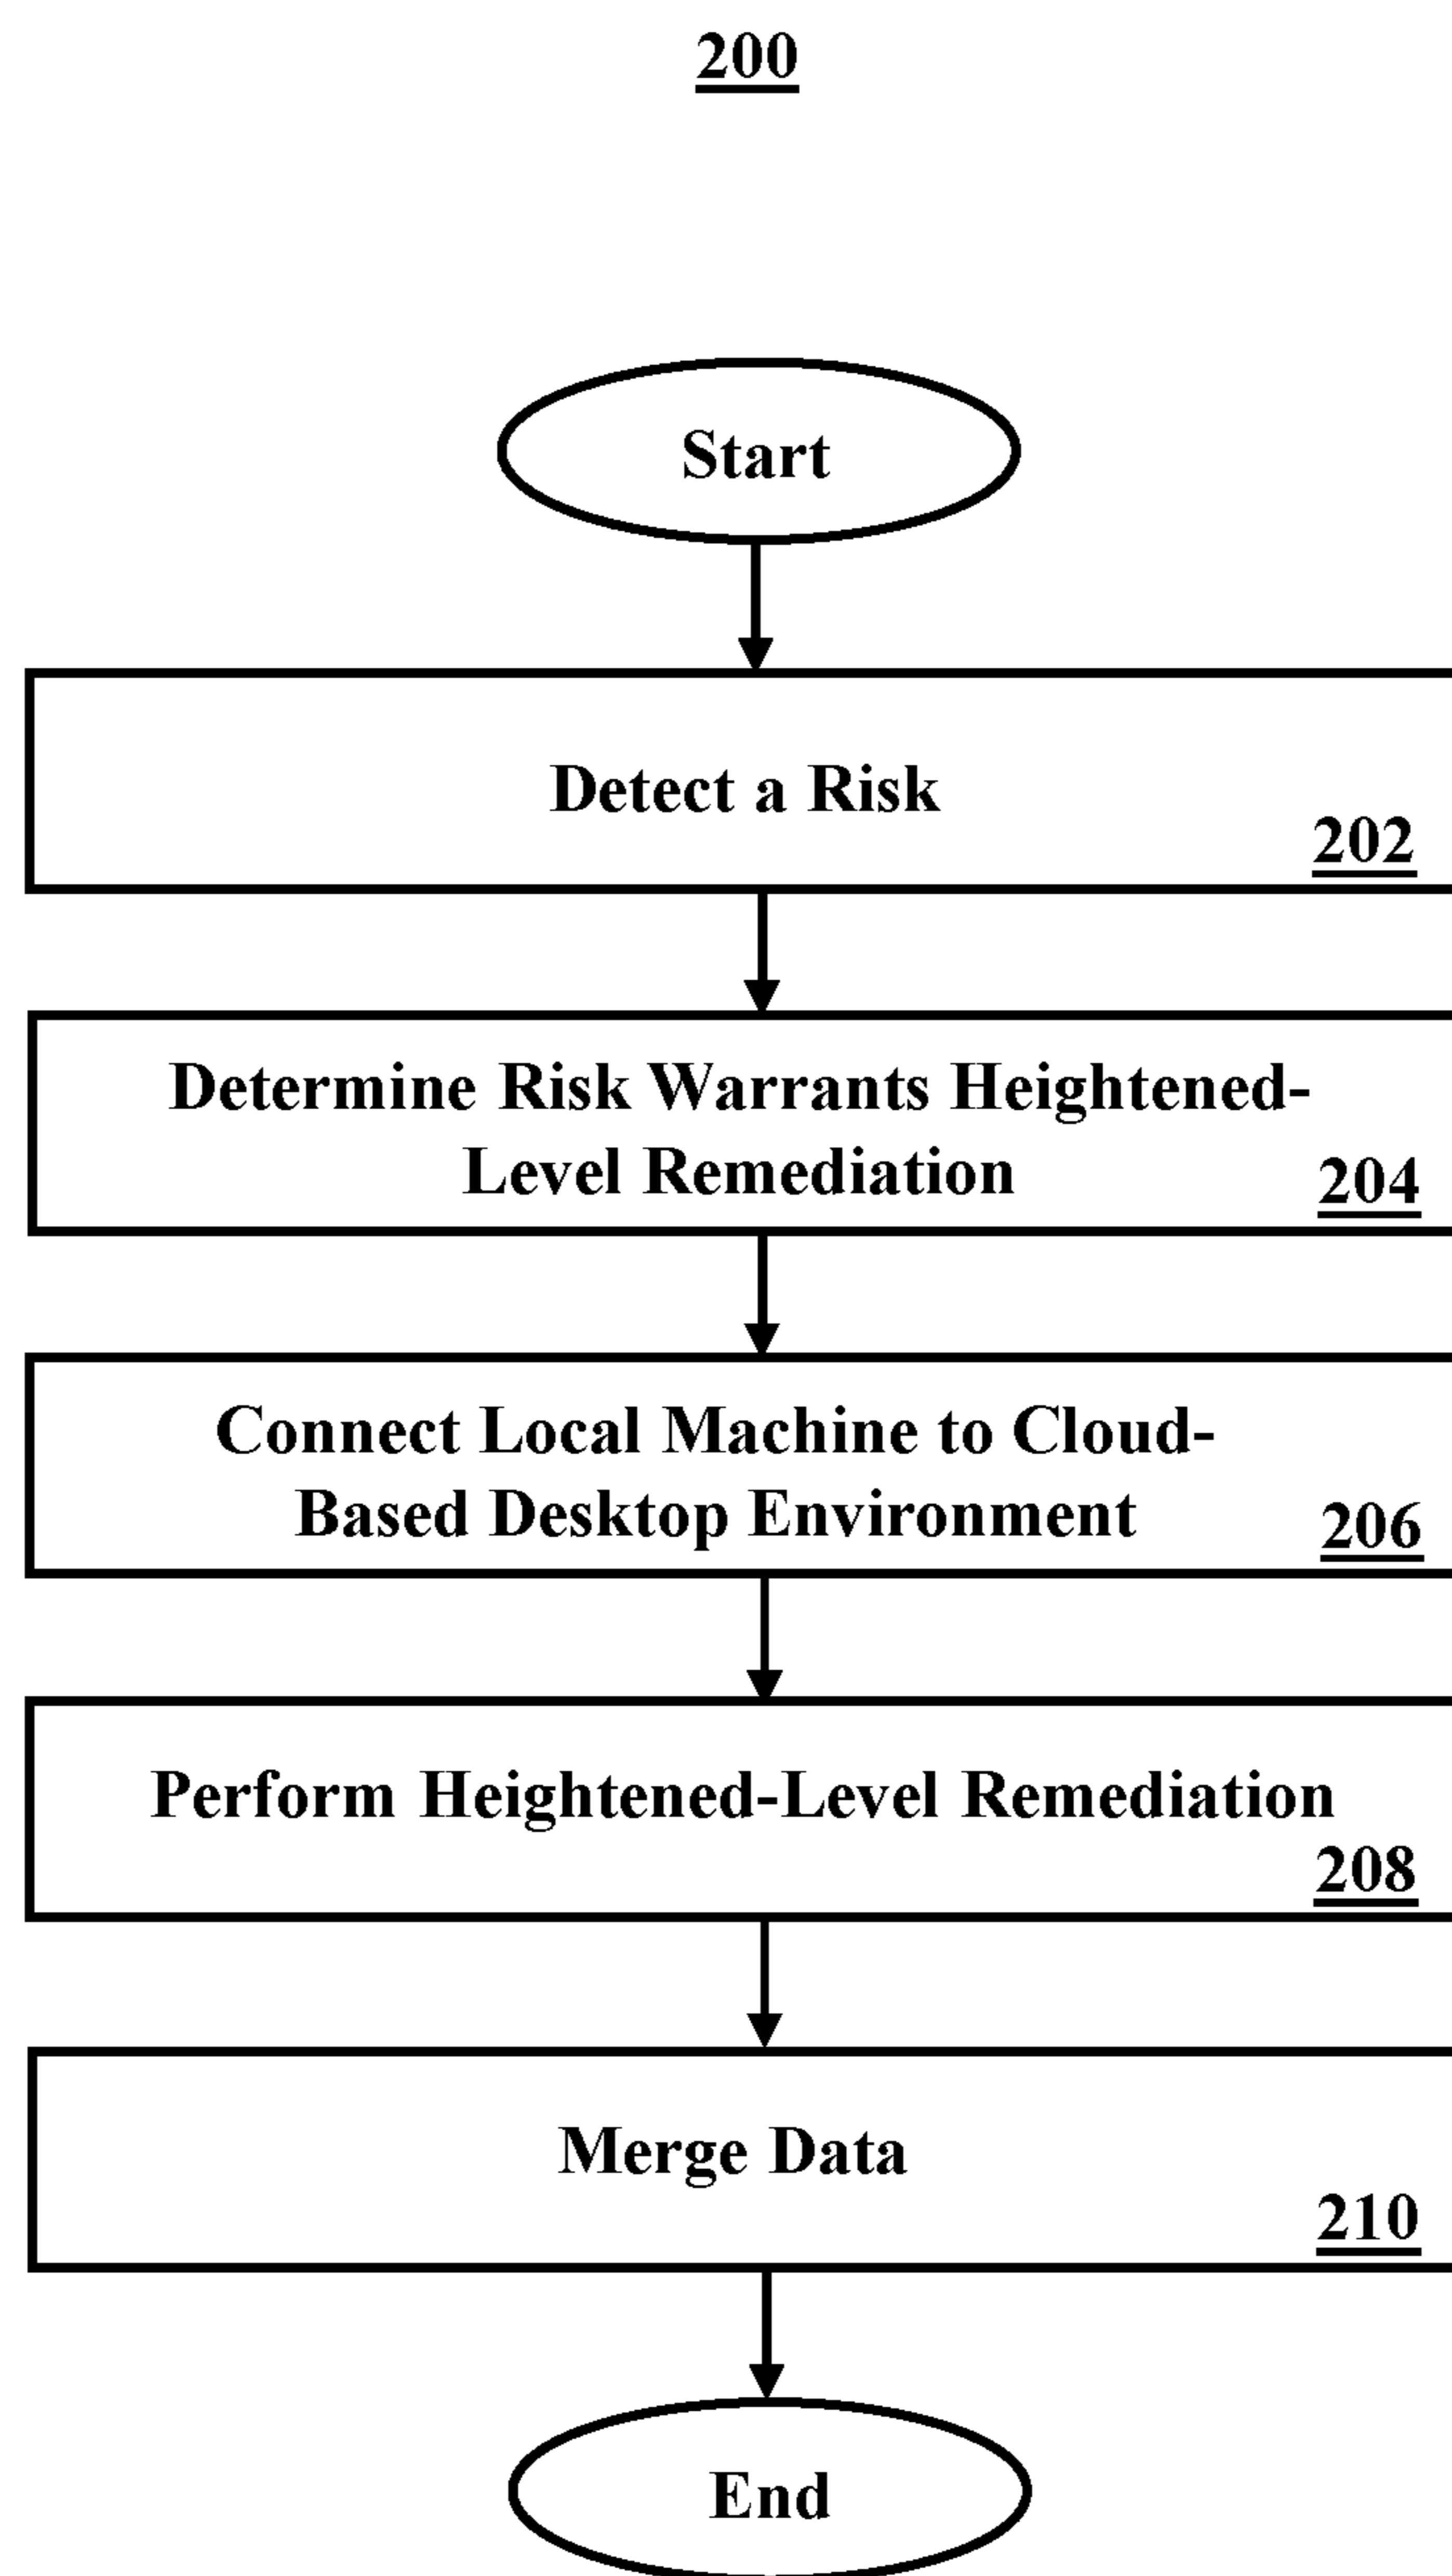 200
Start
Detect a Risk
202
Determine Risk Warrants Heightened-
Level Remediation
204
Connect Local Machine to Cloud-
Based Desktop Environment
206
Perform Heightened-Level Remediation
208
Merge Data
210
End